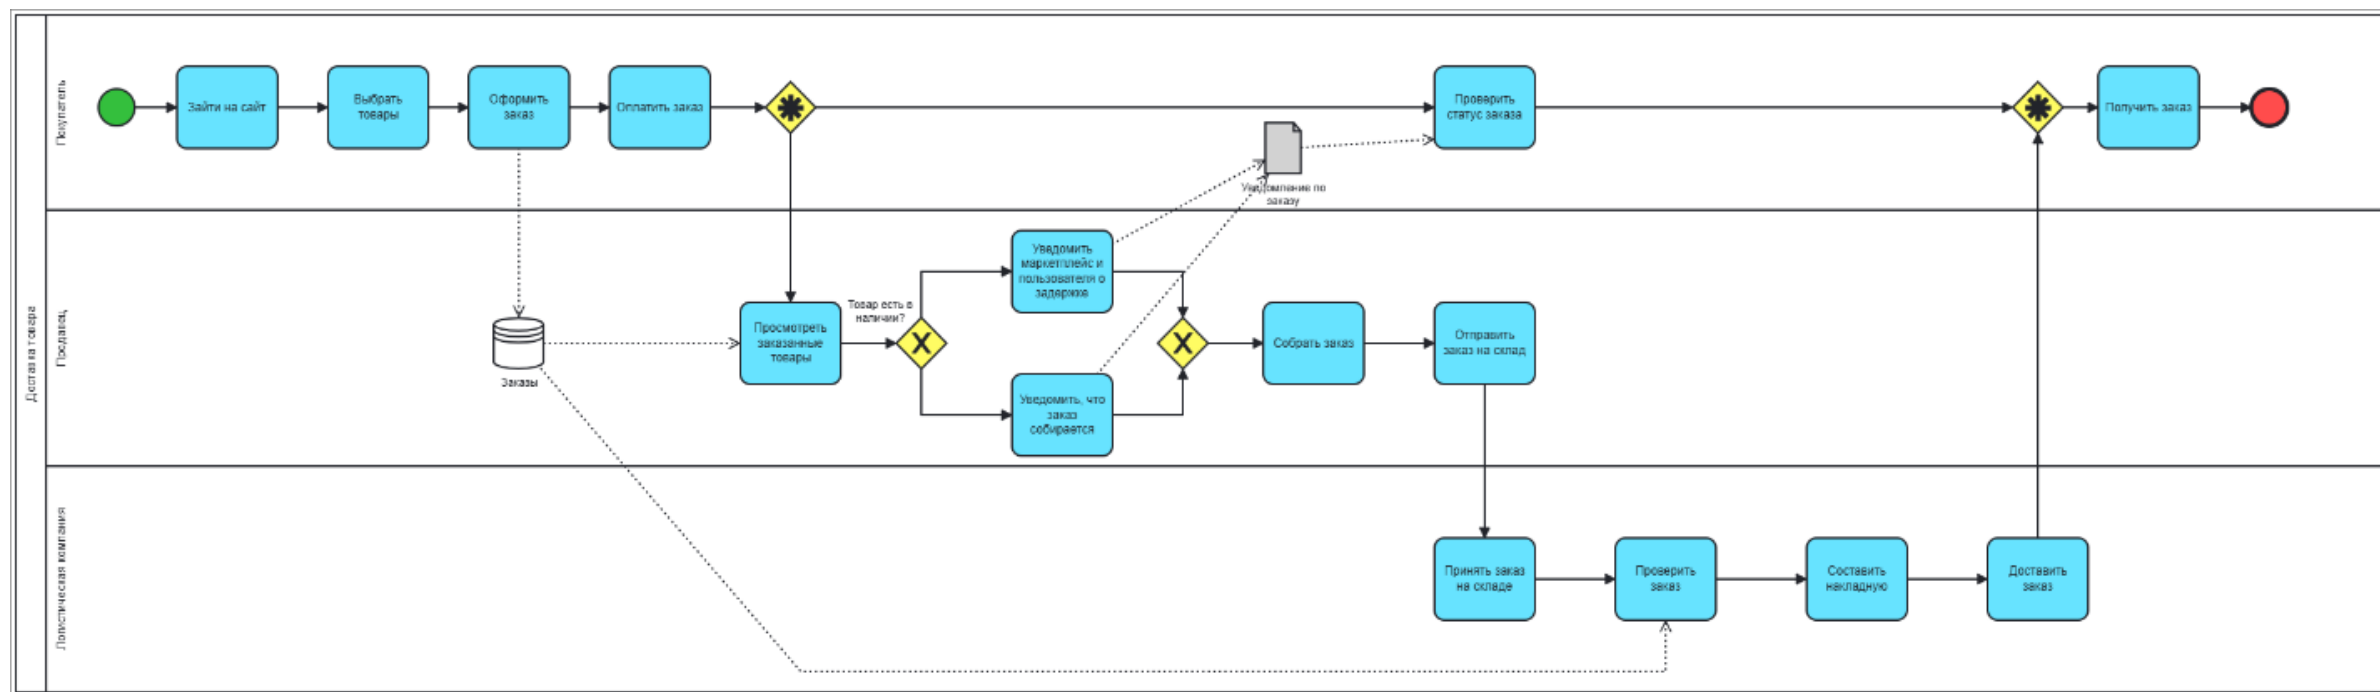 Доставка товара
Покупатель
Зайти на сайт
Выбрать
товары
Оформить
заказ
Оплатить заказ
Проверить
статус заказа
Получить заказ
Уведомление по
заказу
Продавец
Заказы
Просмотреть
заказанные
товары
Товар есть в
наличии?
Уведомить
маркетплейс и
пользователя о
задержке
Уведомить, что
заказ
собирается
X
X
Собрать заказ
Отправить
заказ на склад
Логистическая компания
Принять заказ
на складе
Проверить
заказ
Составить
накладную
Доставить
заказ